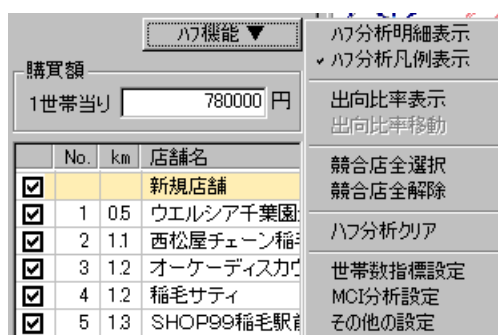 ハフ機能 ▼
購買額
1世帯当り 780000 円
No. km 店舗名
新規店舗
1 0.5 ウエルシア千葉園
2 1.1 西松屋チェーン稲
3 1.2 オーケーディスカウ
4 1.2 稲毛サティ
5 1.3 SHOP99稲毛駅前
ハフ分析明細表示
ハフ分析凡例表示
出向比率表示
出向比率移動
競合店全選択
競合店全解除
ハフ分析クリア
世帯数指標設定
MCI分析設定
その他の設定